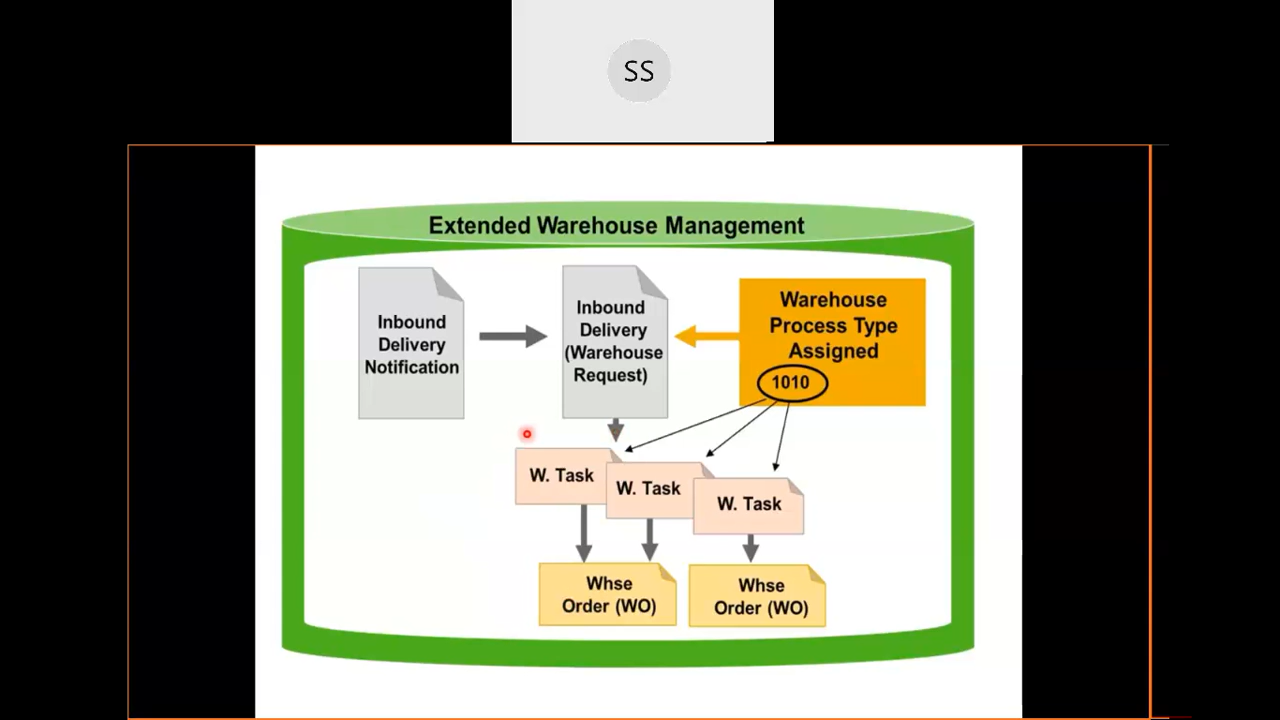 SS
Extended Warehouse Management
Inbound
Delivery
Notification
Inbound
Delivery
(Warehouse
Request)
Warehouse
Process Type
Assigned
1010
W. Task
W. Task
W. Task
Whse
Order (WO)
Whse
Order (WO)